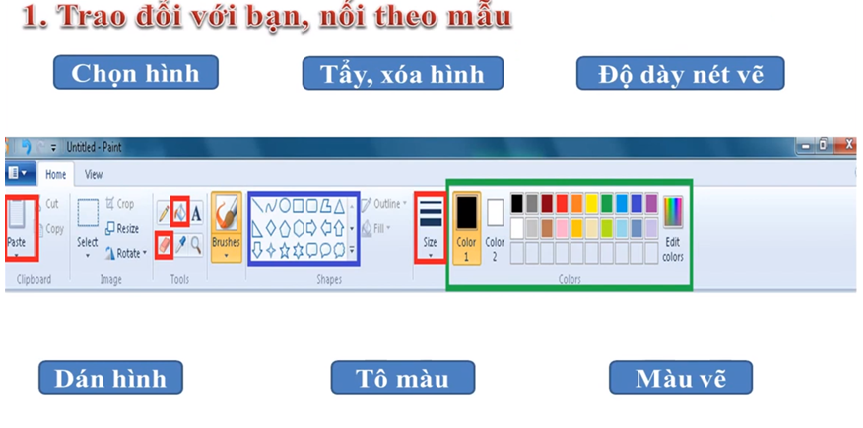 1. Trao đổi với bạn, nối theo mẫu
Chọn hình
Tẩy, xóa hình
Độ dày nét vẽ
Untitled - Paint
Home View
Cut Crop Outline
Copy Resize Fill
Paste Select Rotate A Brushes Size Color 1 Color 2 Edit colors
Clipboard Image Tools Shapes Colors
Dán hình
Tô màu
Màu vẽ